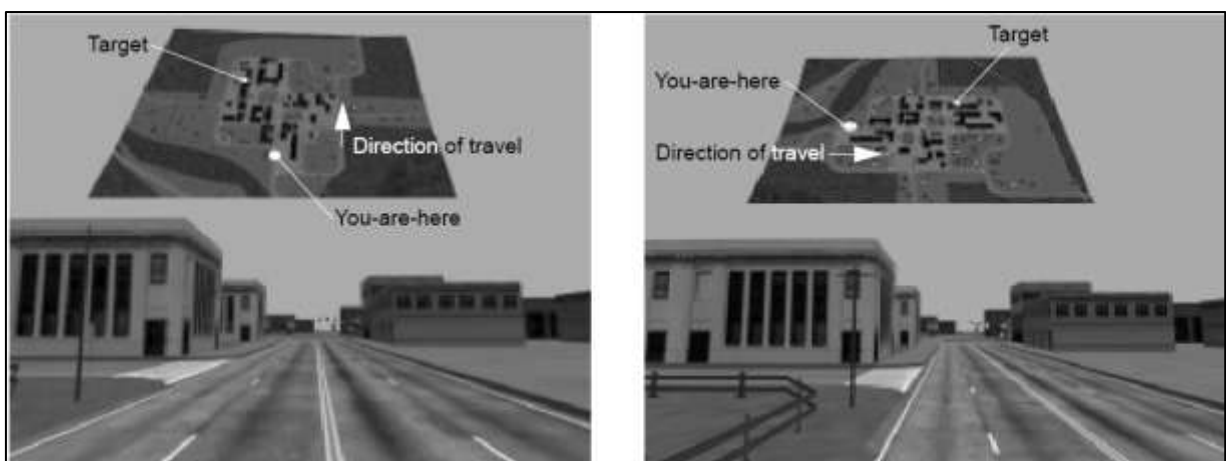 Target
Direction of travel
You-are-here
Target
You-are-here
Direction of travel